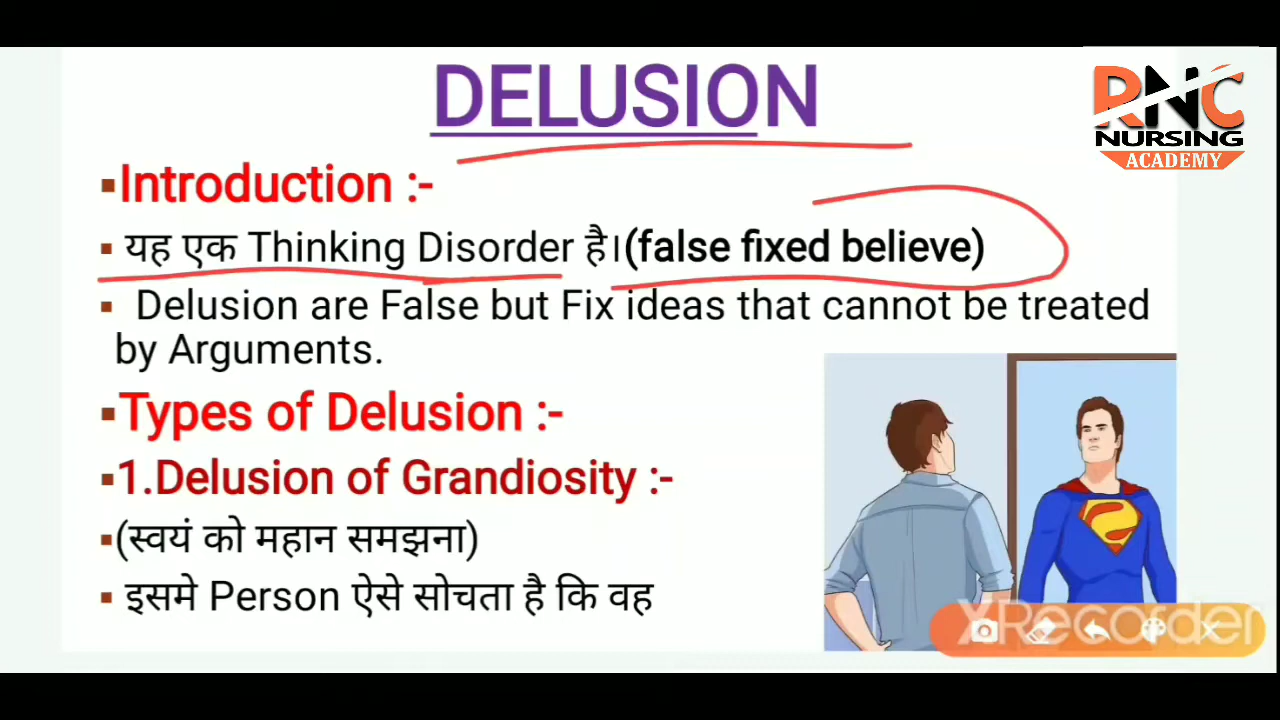 DELUSION
RNC
NURSING
ACADEMY
▪Introduction :-
▪ यह एक Thinking Disorder है।(false fixed believe)
▪ Delusion are False but Fix ideas that cannot be treated
by Arguments.
▪Types of Delusion :-
▪1.Delusion of Grandiosity :-
▪(स्वयं को महान समझना)
▪ इसमे Person ऐसे सोचता है कि वह
XRecorder